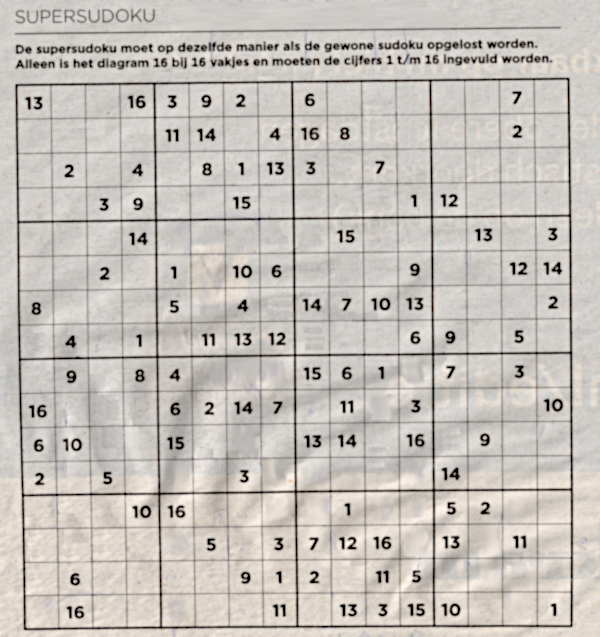 SUPERSUDOKU
De supersudoku moet op dezelfde manier als de gewone sudoku opgelost worden.
Alleen is het diagram 16 bij 16 vakjes en moeten de cijfers 1 t/m 16 ingevuld worden.
13 16 3 9 2 6 7
11 14 4 16 8 2
2 4 8 1 13 3 7
3 9 15 1 12
14 15 13 3
2 1 10 6 9 12 14
8 5 4 14 7 10 13 2
4 1 11 13 12 6 9 5
9 8 4 15 6 1 7 3
16 6 2 14 7 11 3 10
6 10 15 13 14 16 9
2 5 3 14
10 16 1 5 2
5 3 7 12 16 13 11
6 9 1 2 11 5
16 11 13 3 15 10 1